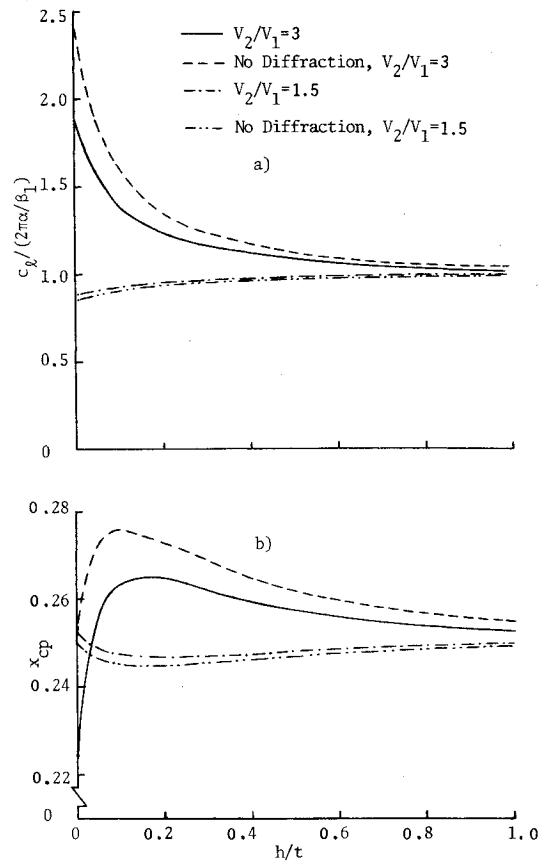 V₂/V₁=3
No Diffraction, V₂/V₁=3
V₂/V₁=1.5
No Diffraction, V₂/V₁=1.5
a)
c_ℓ/(2πα/β₁)
2.5
2.0
1.5
1.0
0.5
0
b)
x_cp
0.28
0.26
0.24
0.22
0
0 0.2 0.4 0.6 0.8 1.0
h/t